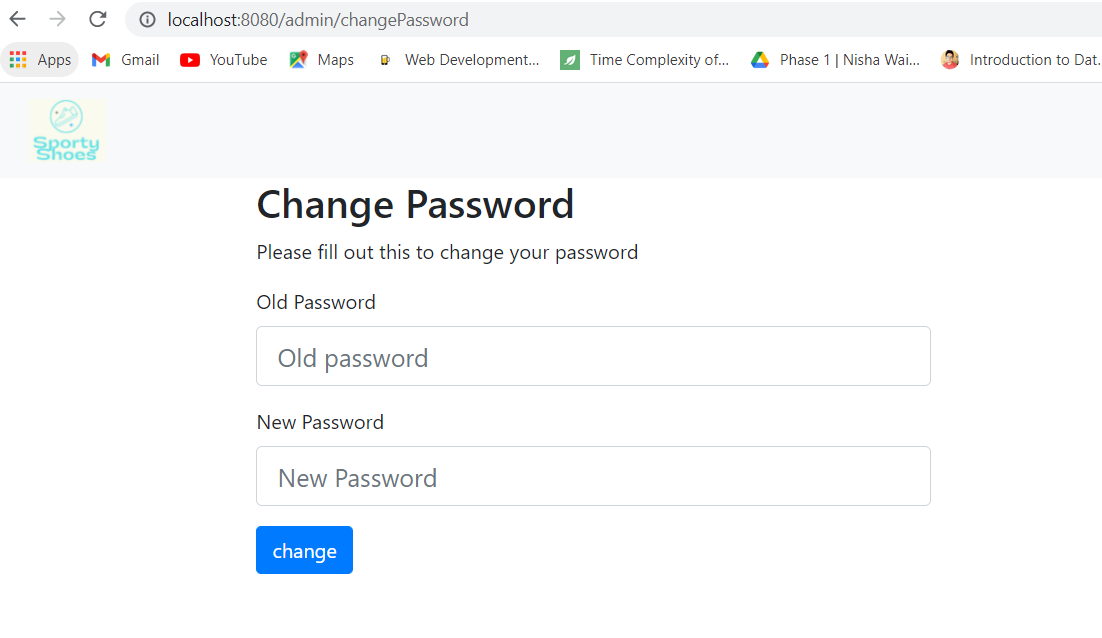 localhost:8080/admin/changePassword
Apps Gmail YouTube Maps Web Development... Time Complexity of... Phase 1 | Nisha Wai... Introduction to Dat.
Sporty
Shoes
Change Password
Please fill out this to change your password
Old Password
Old password
New Password
New Password
change